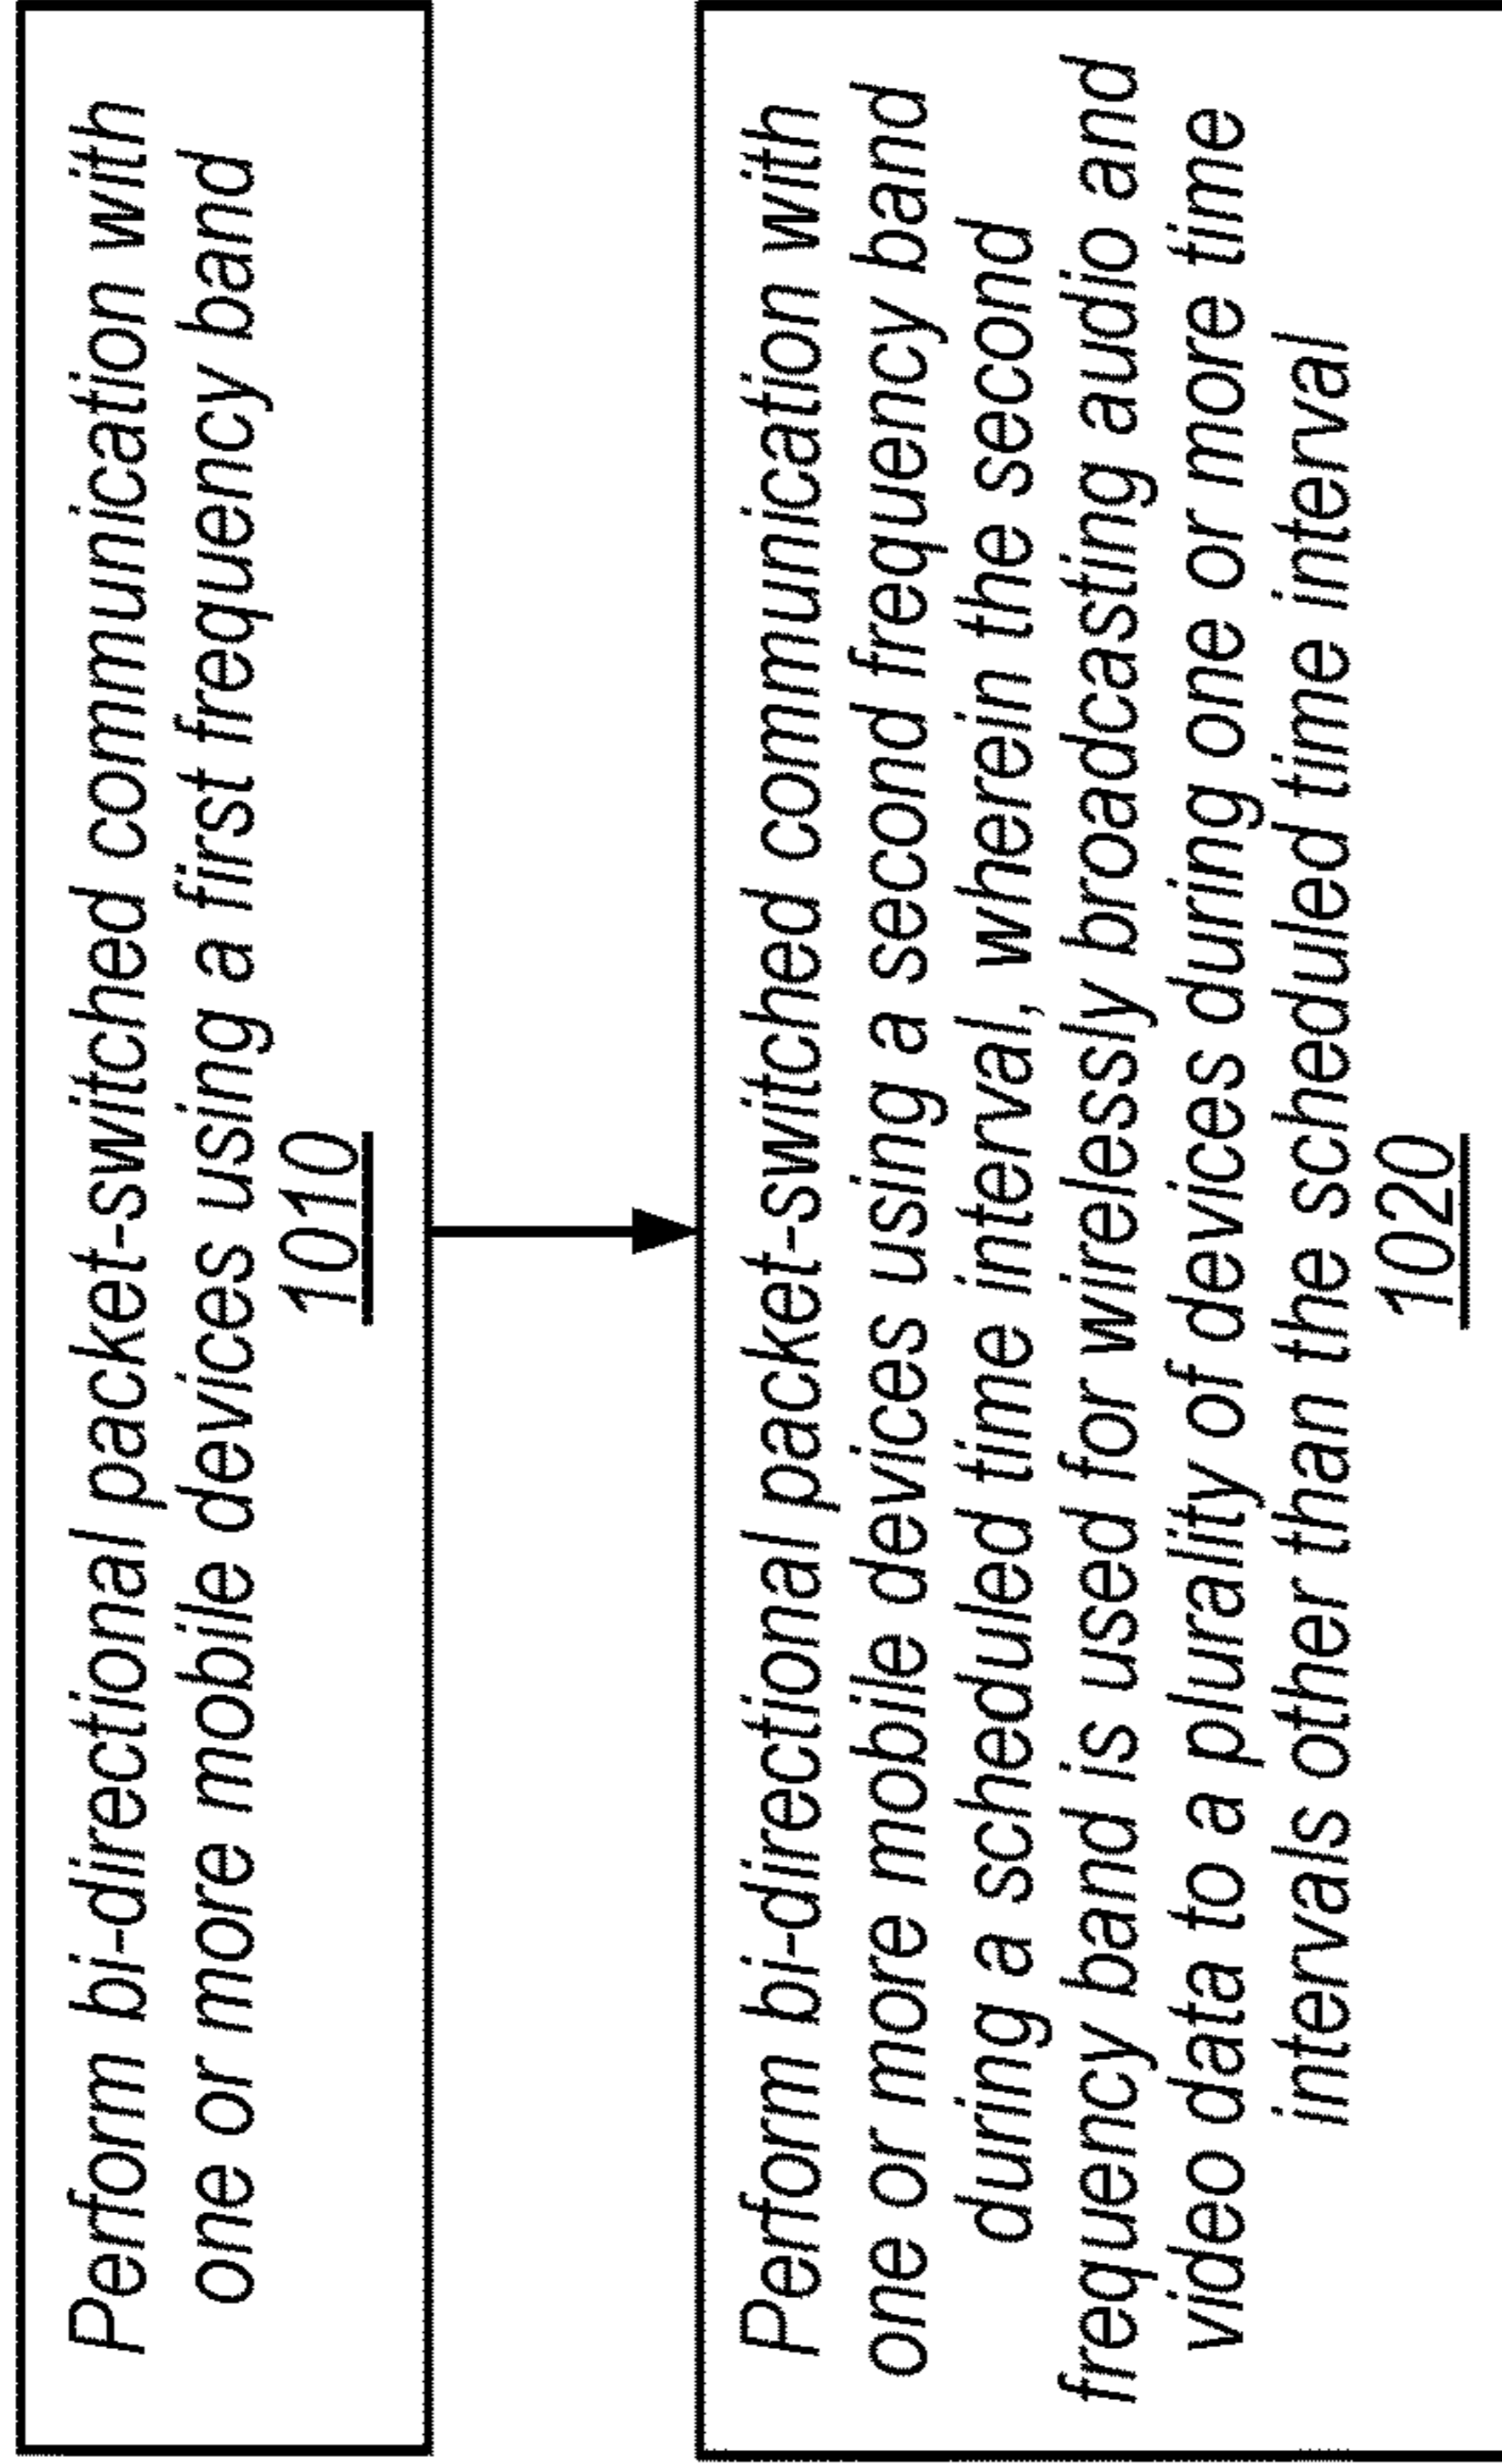 Perform bi-directional packet-switched communication with
one or more mobile devices using a first frequency band
1010
Perform bi-directional packet-switched communication with
one or more mobile devices using a second frequency band
during a scheduled time interval, wherein the second
frequency band is used for wirelessly broadcasting audio and
video data to a plurality of devices during one or more time
intervals other than the scheduled time interval
1020